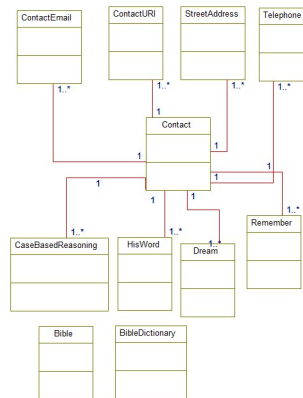 ContactEmail
ContactURI
StreetAddress
Telephone
1..*
1..*
1..*
1..*
1
Contact
1
1
1
1
1
1
1
1..*
1..*
1..*
1..*
CaseBasedReasoning
HisWord
Dream
Remember
Bible
BibleDictionary